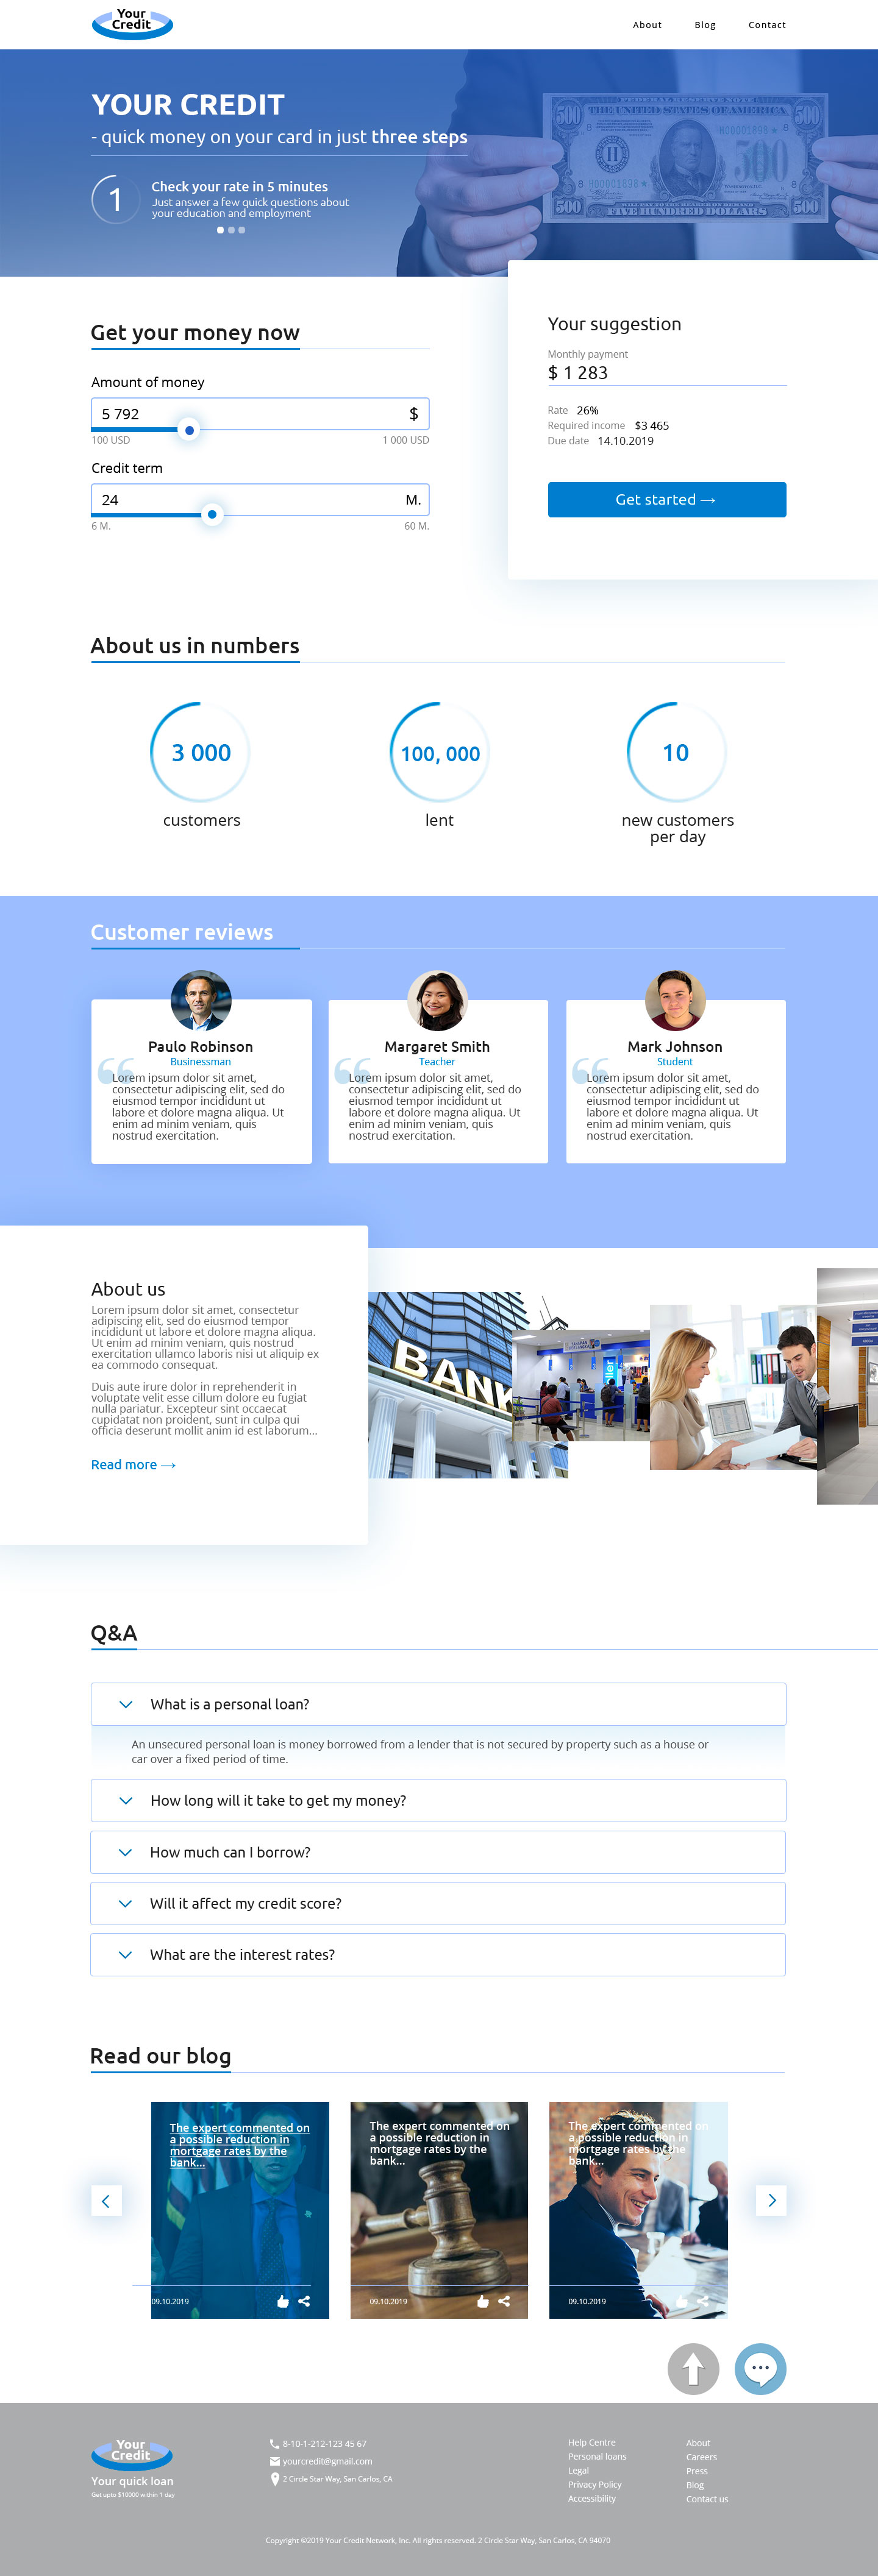 Your
Credit
About
Blog
Contact
YOUR CREDIT
- quick money on your card in just three steps
1
Check your rate in 5 minutes
Just answer a few quick questions about
your education and employment
FEDERAL RESERVE NOTE
THE UNITED STATES OF AMERICA
500
500
H00001898★
H
500
WASHINGTON, D.C.
H00001898★
500
500
FIVE HUNDRED DOLLARS
Get your money now
Amount of money
5 792
$
100 USD
1 000 USD
Credit term
24
M.
6 M.
60 M.
Your suggestion
Monthly payment
$ 1 283
Rate 26%
Required income $3 465
Due date 14.10.2019
Get started →
About us in numbers
3 000
customers
100, 000
lent
10
new customers
per day
Customer reviews
Paulo Robinson
Businessman
“
Lorem ipsum dolor sit amet,
consectetur adipiscing elit, sed do
eiusmod tempor incididunt ut
labore et dolore magna aliqua. Ut
enim ad minim veniam, quis
nostrud exercitation.
Margaret Smith
Teacher
“
Lorem ipsum dolor sit amet,
consectetur adipiscing elit, sed do
eiusmod tempor incididunt ut
labore et dolore magna aliqua. Ut
enim ad minim veniam, quis
nostrud exercitation.
Mark Johnson
Student
“
Lorem ipsum dolor sit amet,
consectetur adipiscing elit, sed do
eiusmod tempor incididunt ut
labore et dolore magna aliqua. Ut
enim ad minim veniam, quis
nostrud exercitation.
About us
Lorem ipsum dolor sit amet, consectetur
adipiscing elit, sed do eiusmod tempor
incididunt ut labore et dolore magna aliqua.
Ut enim ad minim veniam, quis nostrud
exercitation ullamco laboris nisi ut aliquip ex
ea commodo consequat.
Duis aute irure dolor in reprehenderit in
voluptate velit esse cillum dolore eu fugiat
nulla pariatur. Excepteur sint occaecat
cupidatat non proident, sunt in culpa qui
officia deserunt mollit anim id est laborum...
Read more →
BANK
Q&A
What is a personal loan?
An unsecured personal loan is money borrowed from a lender that is not secured by property such as a house or
car over a fixed period of time.
How long will it take to get my money?
How much can I borrow?
Will it affect my credit score?
What are the interest rates?
Read our blog
The expert commented on
a possible reduction in
mortgage rates by the
bank...
09.10.2019
The expert commented on
a possible reduction in
mortgage rates by the
bank...
09.10.2019
The expert commented on
a possible reduction in
mortgage rates by the
bank...
09.10.2019
Your
Credit
Your quick loan
Get upto $10000 within 1 day
8-10-1-212-123 45 67
yourcredit@gmail.com
2 Circle Star Way, San Carlos, CA
Help Centre
Personal loans
Legal
Privacy Policy
Accessibility
About
Careers
Press
Blog
Contact us
Copyright ©2019 Your Credit Network, Inc. All rights reserved. 2 Circle Star Way, San Carlos, CA 94070